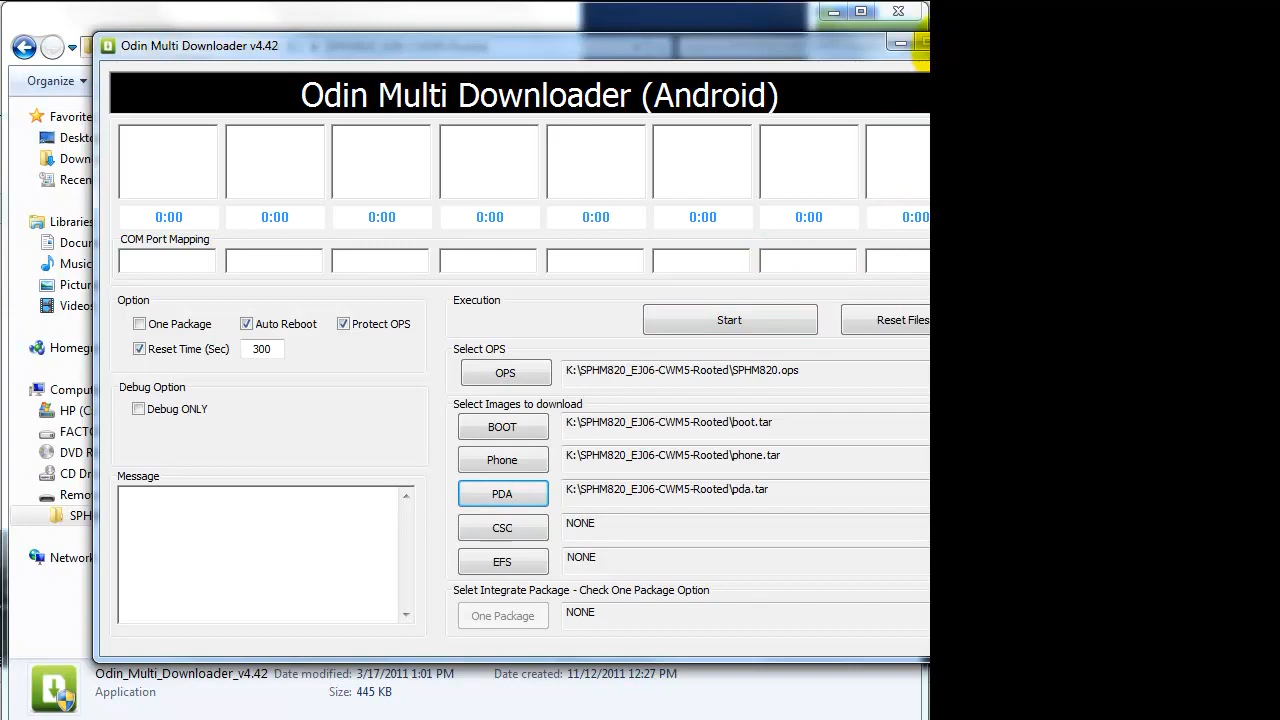 Odin Multi Downloader v4.42
Organize
Odin Multi Downloader (Android)
Favorite
Deskto
Down
Recen
0:00 0:00 0:00 0:00 0:00 0:00 0:00 0:00
COM Port Mapping
Libraries
Docur
Music
Pictur
Videos
Homegr
Comput
HP (C
FACTO
DVD R
CD Dr
Remo
SPH
Network
Option
One Package Auto Reboot Protect OPS
Reset Time (Sec) 300
Debug Option
Debug ONLY
Message
Execution
Start Reset Files
Select OPS
OPS K:\SPHM820_EJ06-CWM5-Rooted\SPHM820.ops
Select Images to download
BOOT K:\SPHM820_EJ06-CWM5-Rooted\boot.tar
Phone K:\SPHM820_EJ06-CWM5-Rooted\phone.tar
PDA K:\SPHM820_EJ06-CWM5-Rooted\pda.tar
CSC NONE
EFS NONE
Selet Integrate Package - Check One Package Option
One Package NONE
Odin_Multi_Downloader_v4.42 Date modified: 3/17/2011 1:01 PM Date created: 11/12/2011 12:27 PM
Application Size: 445 KB